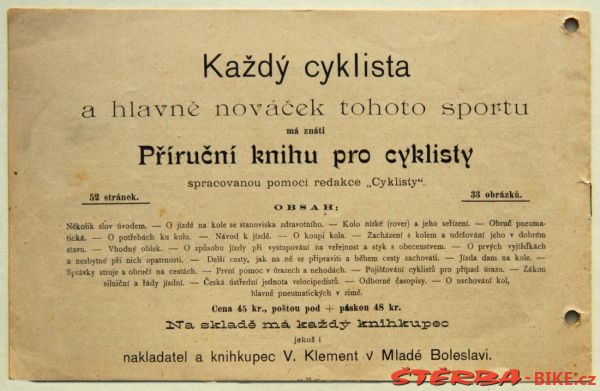 Každý cyklista
a hlavně nováček tohoto sportu
má znáti
Příruční knihu pro cyklisty
spracovanou pomocí redakce „Cyklisty“.
52 stránek. 33 obrázků.
OBSAH:
Několik slov úvodem. — O jízdě na kole se stanoviska zdravotního. — Kolo nízké (rover) a jeho seřízení. — Obruč pneuma-
tická. — O potřebách ku kolu. — Návod k jízdě. — O koupi kola. — Zacházení s kolem a udržování jeho v dobrém
stavu. — Vhodný oblek. — O způsobu jízdy při vystupování na veřejnost a styk s obecenstvem. — O prvých vyjížďkách
a nezbytné při nich opatrnosti. — Delší cesty, jak na ně se připraviti a během cesty zachovati. — Jízda dam na kole. —
Správky stroje a obručí na cestách. — První pomoc v úrazech a nehodách. — Pojišťování cyklistů pro případ úrazu. — Zákon
silniční a řády jízdní. — Česká ústřední jednota velocipedistů. — Odborné časopisy. — O uschování kol,
hlavně pneumatických v zimě.
Cena 45 kr., poštou pod + páskou 48 kr.
Na skladě má každý knihkupec
jakož i
nakladatel a knihkupec V. Klement v Mladé Boleslavi.
ŠTĚRBA-BIKE.cz